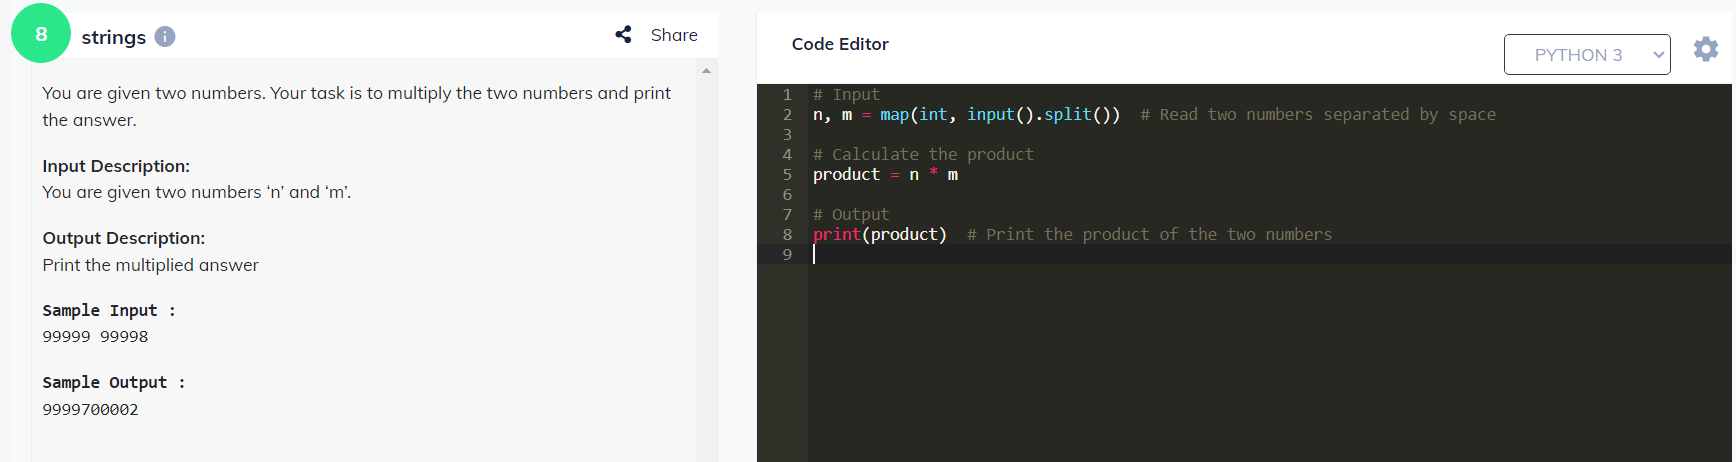 8
strings i
Share
You are given two numbers. Your task is to multiply the two numbers and print
the answer.
Input Description:
You are given two numbers ‘n’ and ‘m’.
Output Description:
Print the multiplied answer
Sample Input :
99999 99998
Sample Output :
9999700002
Code Editor
PYTHON 3
1 # Input
2 n, m = map(int, input().split())  # Read two numbers separated by space
3
4 # Calculate the product
5 product = n * m
6
7 # Output
8 print(product)  # Print the product of the two numbers
9